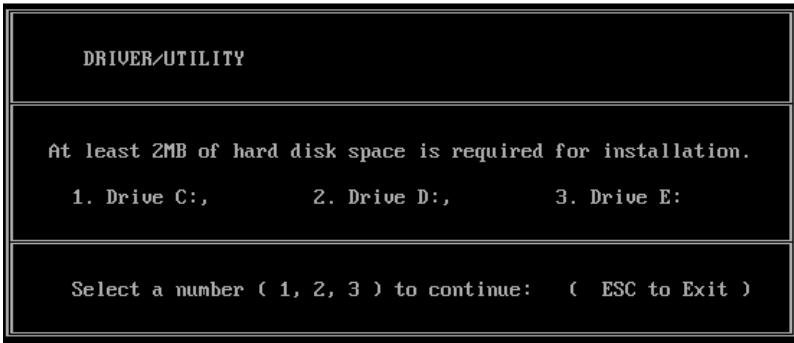 DRIVER/UTILITY
At least 2MB of hard disk space is required for installation.
1. Drive C:, 2. Drive D:, 3. Drive E:
Select a number ( 1, 2, 3 ) to continue: ( ESC to Exit )